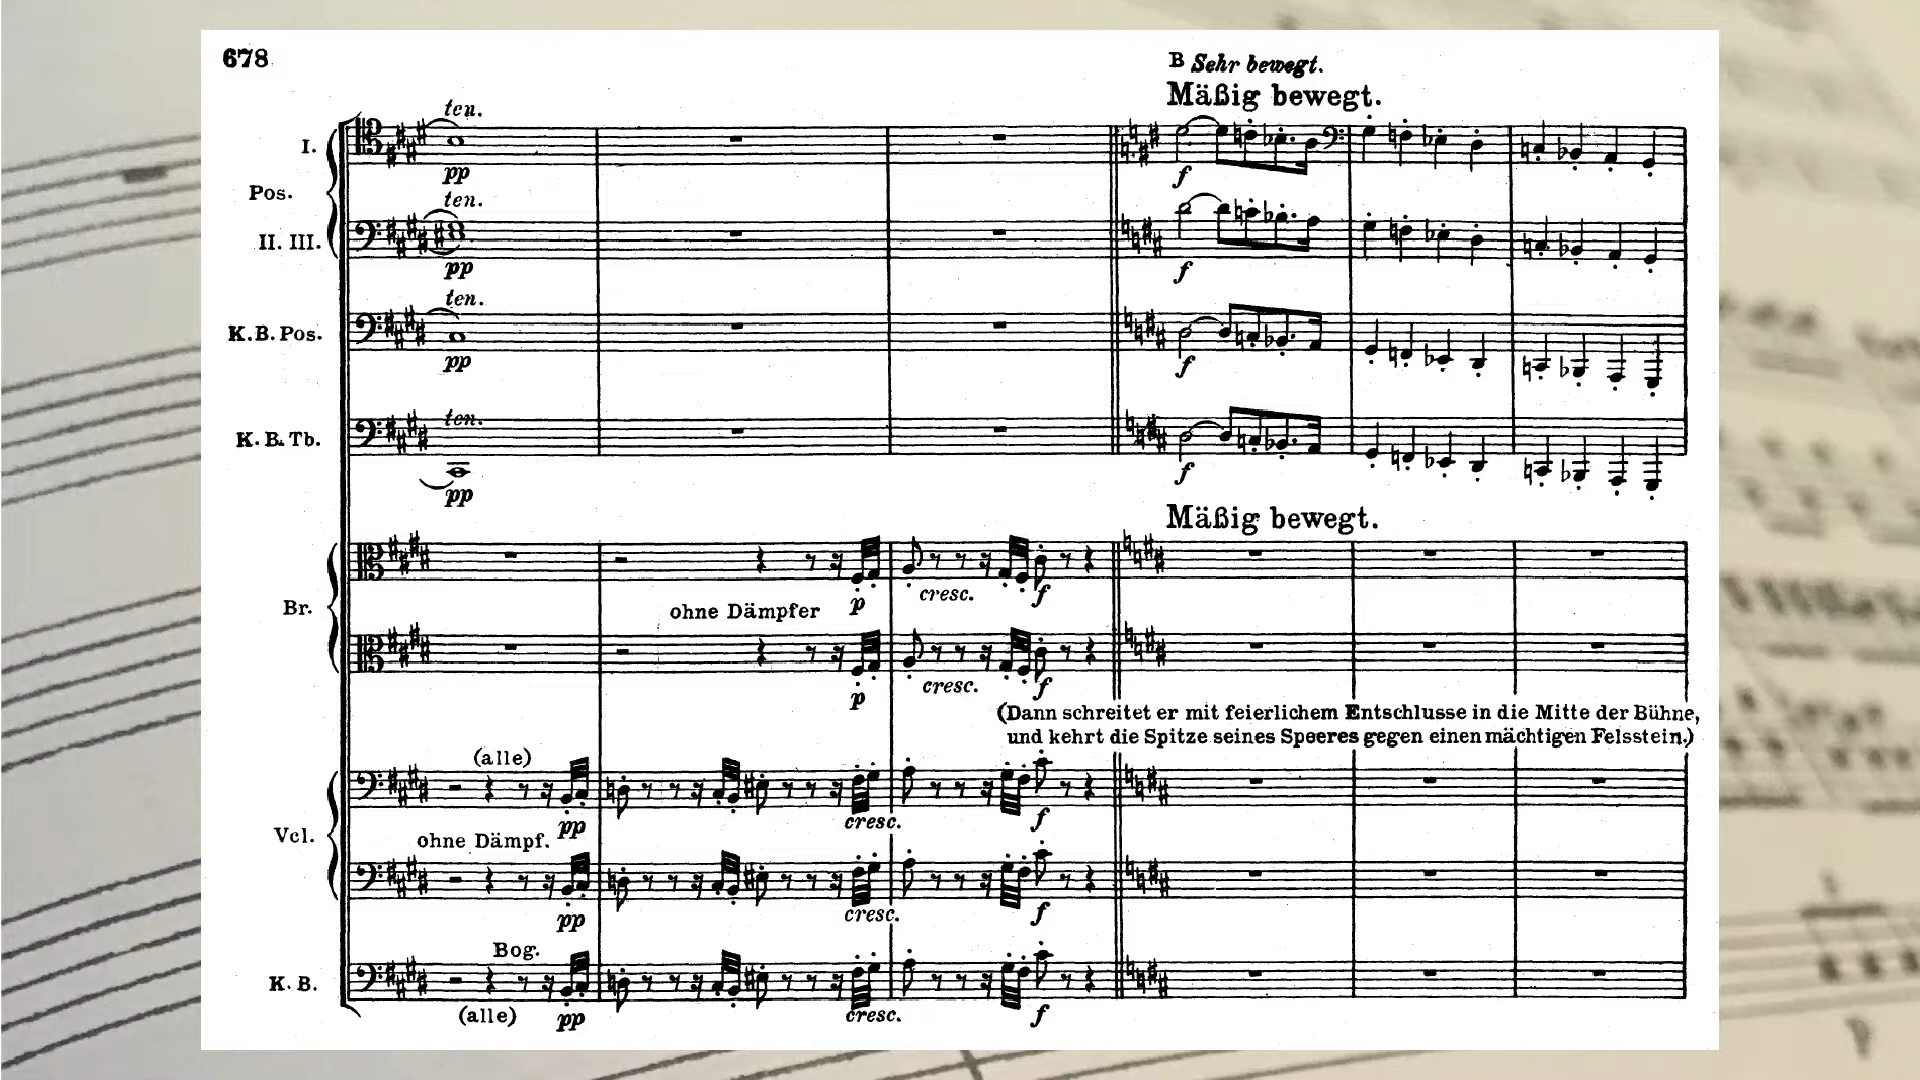 678
B Sehr bewegt.
Mäßig bewegt.
ten.
I.
pp
f
Pos.
ten.
II. III.
pp
f
ten.
K.B.Pos.
pp
f
ten.
K.B.Tb.
pp
f
Mäßig bewegt.
cresc. f
Br.
ohne Dämpfer p
cresc. f
p
(Dann schreitet er mit feierlichem Entschlusse in die Mitte der Bühne,
und kehrt die Spitze seines Speeres gegen einen mächtigen Felsstein.)
(alle)
pp cresc. f
Vcl.
ohne Dämpf.
pp cresc. f
Bog.
K.B.
(alle) pp cresc. f